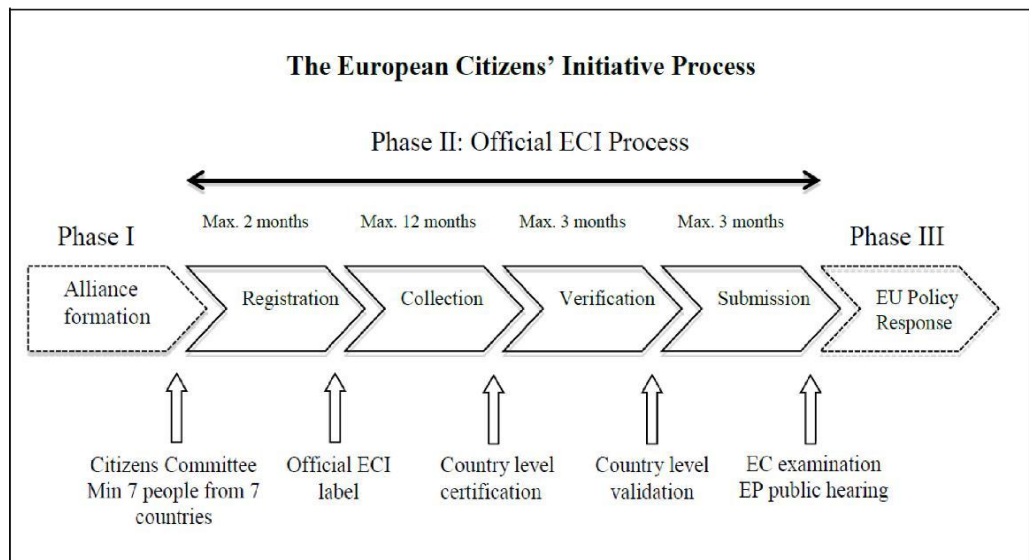 The European Citizens' Initiative Process
Phase II: Official ECI Process
Max. 2 months
Max. 12 months
Max. 3 months
Max. 3 months
Phase I
Phase III
Alliance
formation
Registration
Collection
Verification
Submission
EU Policy
Response
Citizens Committee
Min 7 people from 7
countries
Official ECI
label
Country level
certification
Country level
validation
EC examination
EP public hearing